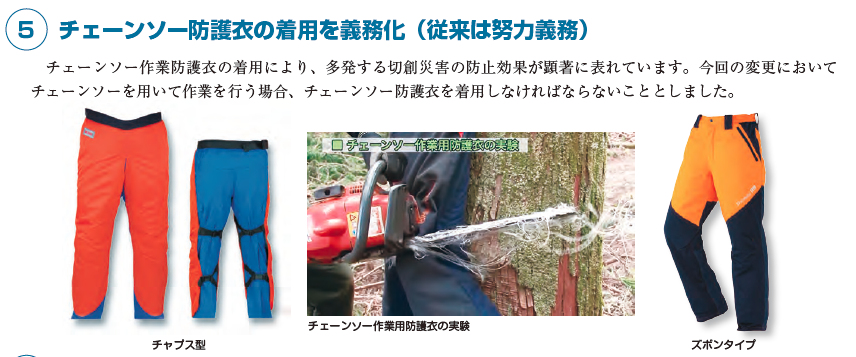 5 チェーンソー防護衣の着用を義務化（従来は努力義務）
チェーンソー作業防護衣の着用により、多発する切創災害の防止効果が顕著に表れています。今回の変更において
チェーンソーを用いて作業を行う場合、チェーンソー防護衣を着用しなければならないこととしました。
■ チェーンソー作業用防護衣の実験
チェーンソー作業用防護衣の実験
チャプス型
ズボンタイプ